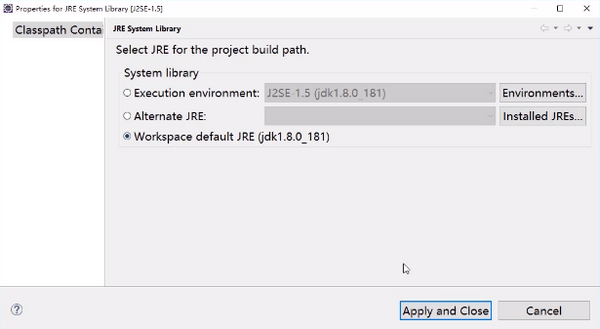 Properties for JRE System Library [J2SE-1.5]
Classpath Conta
JRE System Library
Select JRE for the project build path.
System library
Execution environment: J2SE-1.5 (jdk1.8.0_181) Environments...
Alternate JRE: Installed JREs...
Workspace default JRE (jdk1.8.0_181)
Apply and Close Cancel